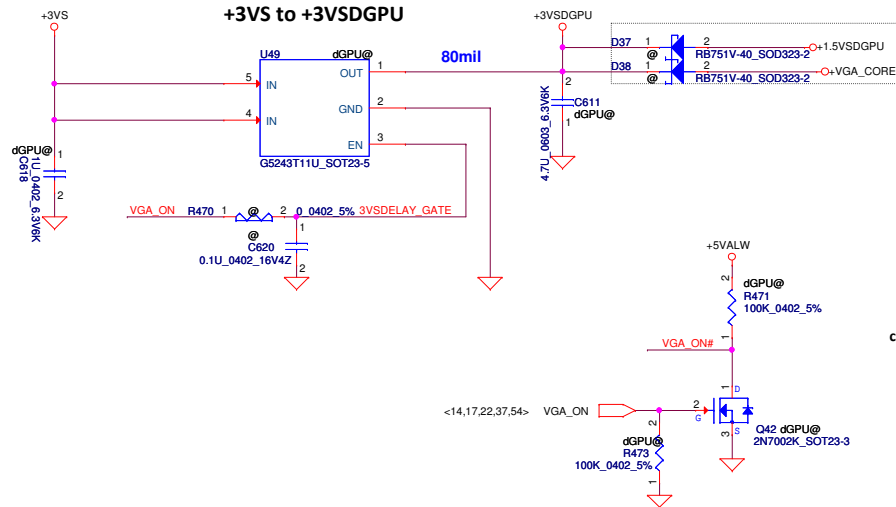 +3VS to +3VSDGPU
+3VS
+3VSDGPU
D37 1 2 +1.5VSDGPU
@ RB751V-40_SOD323-2
D38 1 2 +VGA_CORE
@ RB751V-40_SOD323-2
U49 dGPU@
80mil
5 IN OUT 1
4 IN GND 2
EN 3
G5243T11U_SOT23-5
2
C611
dGPU@
1
4.7U_0603_6.3V6K
dGPU@
1
1U_0402_6.3V6K
C618
2
VGA_ON R470 1 @ 2 0_0402_5% 3VSDELAY_GATE
@ 1
C620
0.1U_0402_16V4Z
2
+5VALW
2 dGPU@
R471
100K_0402_5%
1
VGA_ON#
c
1 D
<14,17,22,37,54> VGA_ON 2
G
3 S
Q42 dGPU@
2N7002K_SOT23-3
2
dGPU@
R473
100K_0402_5%
1